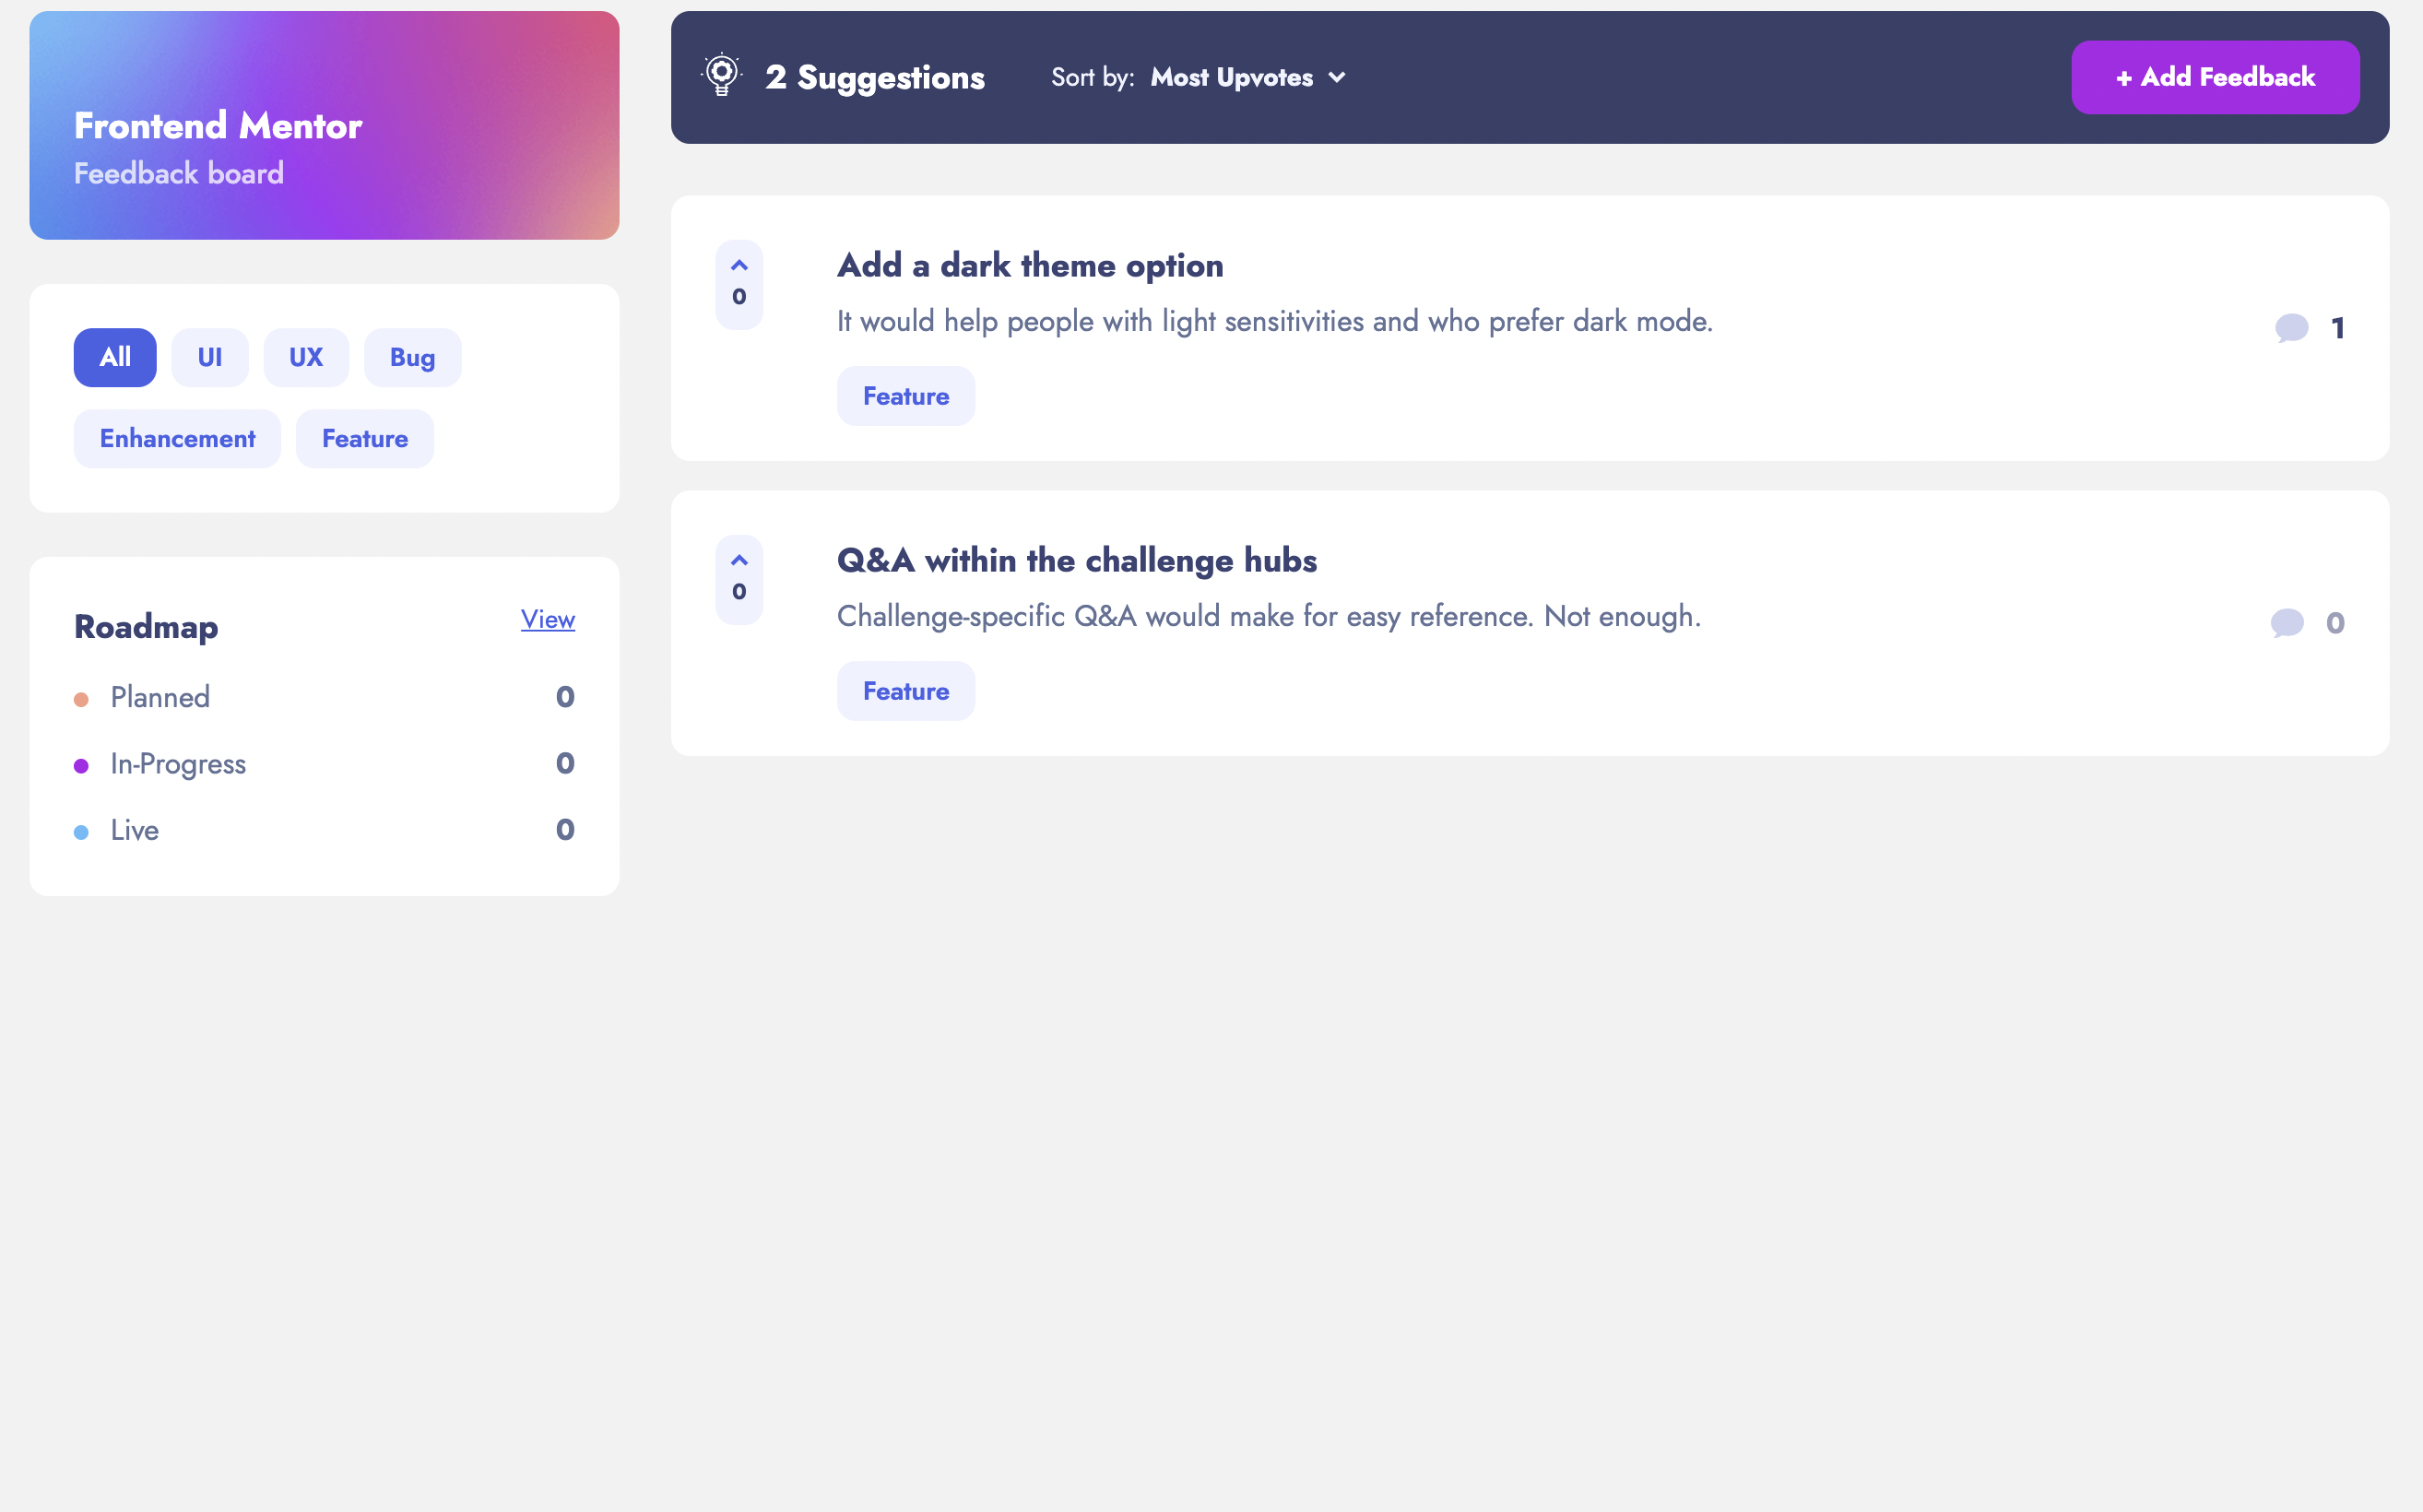 Frontend Mentor
Feedback board
All UI UX Bug
Enhancement Feature
Roadmap View
Planned 0
In-Progress 0
Live 0
2 Suggestions Sort by: Most Upvotes + Add Feedback
0
Add a dark theme option
It would help people with light sensitivities and who prefer dark mode.
Feature
1
0
Q&A within the challenge hubs
Challenge-specific Q&A would make for easy reference. Not enough.
Feature
0